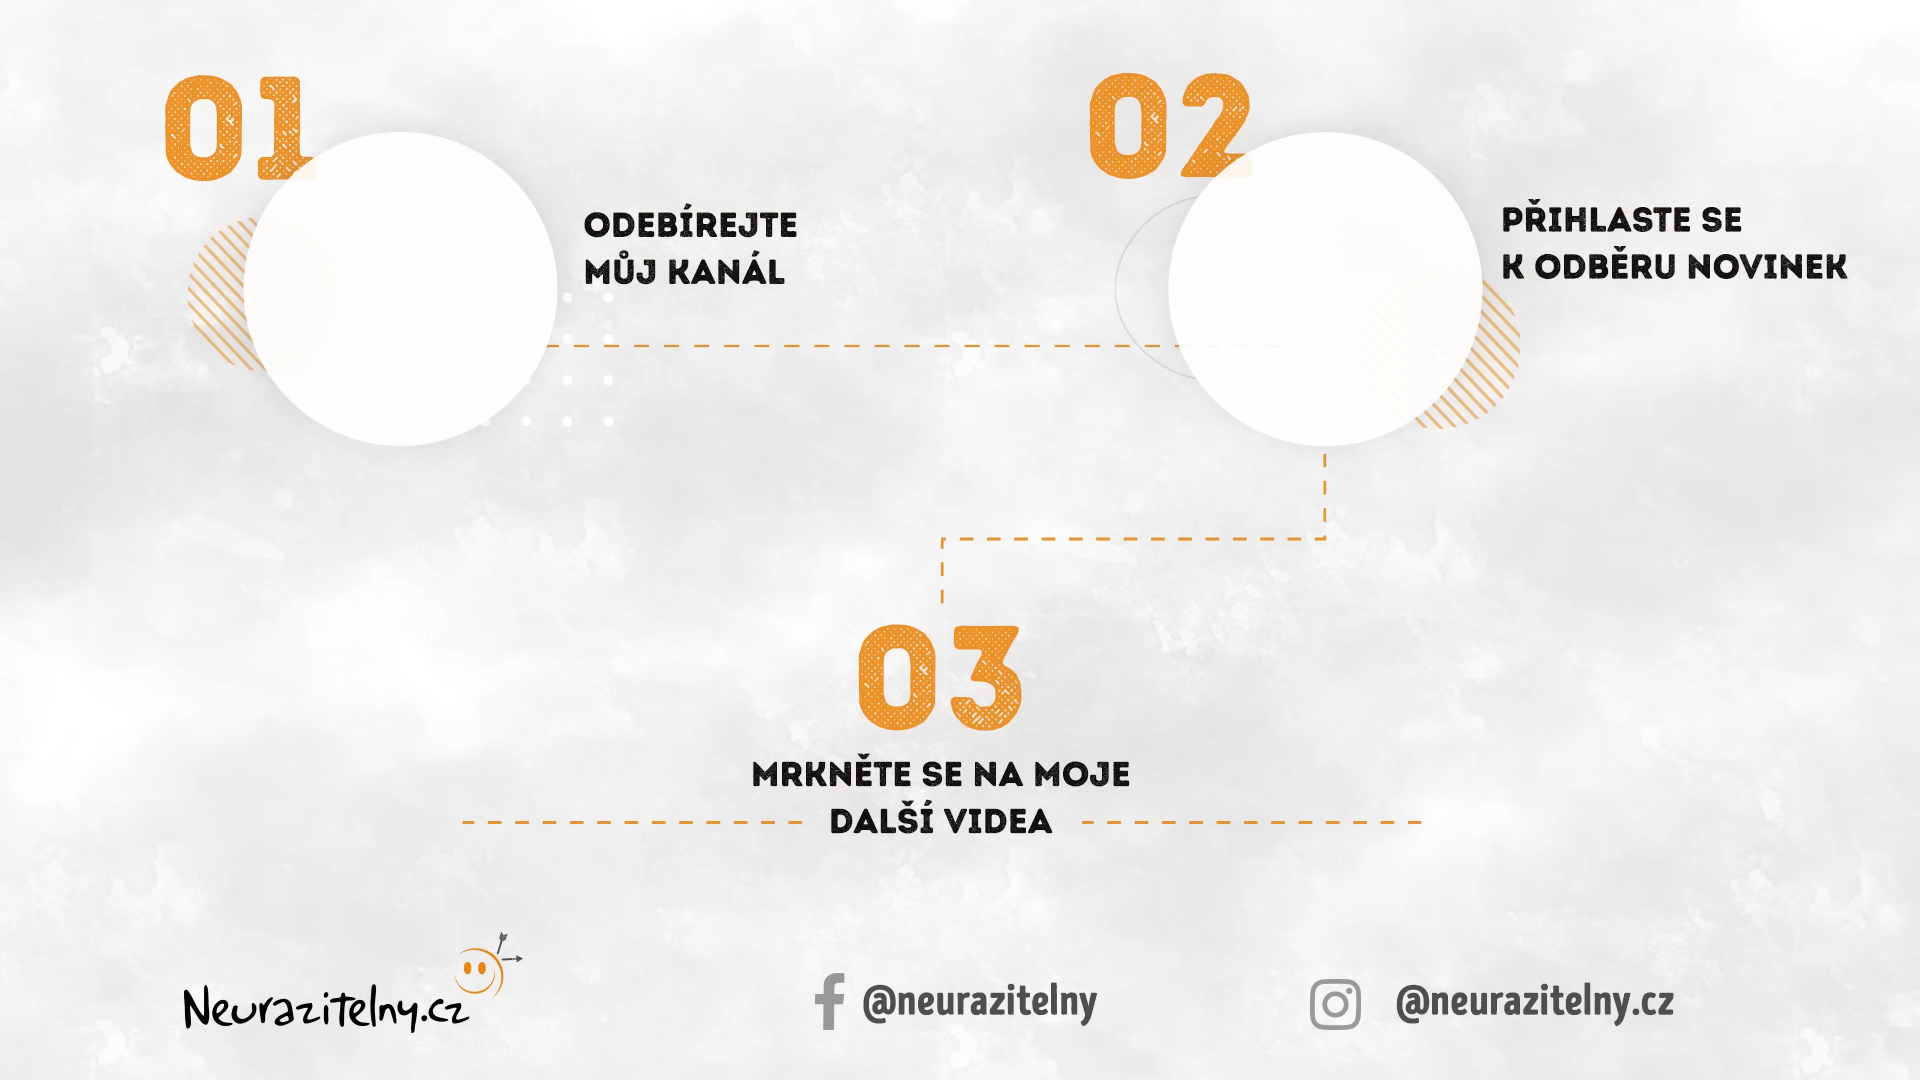 01
ODEBÍREJTE
MŮJ KANÁL
02
PŘIHLASTE SE
K ODBĚRU NOVINEK
03
MRKNĚTE SE NA MOJE
DALŠÍ VIDEA
Neurazitelny.cz
@neurazitelny
@neurazitelny.cz